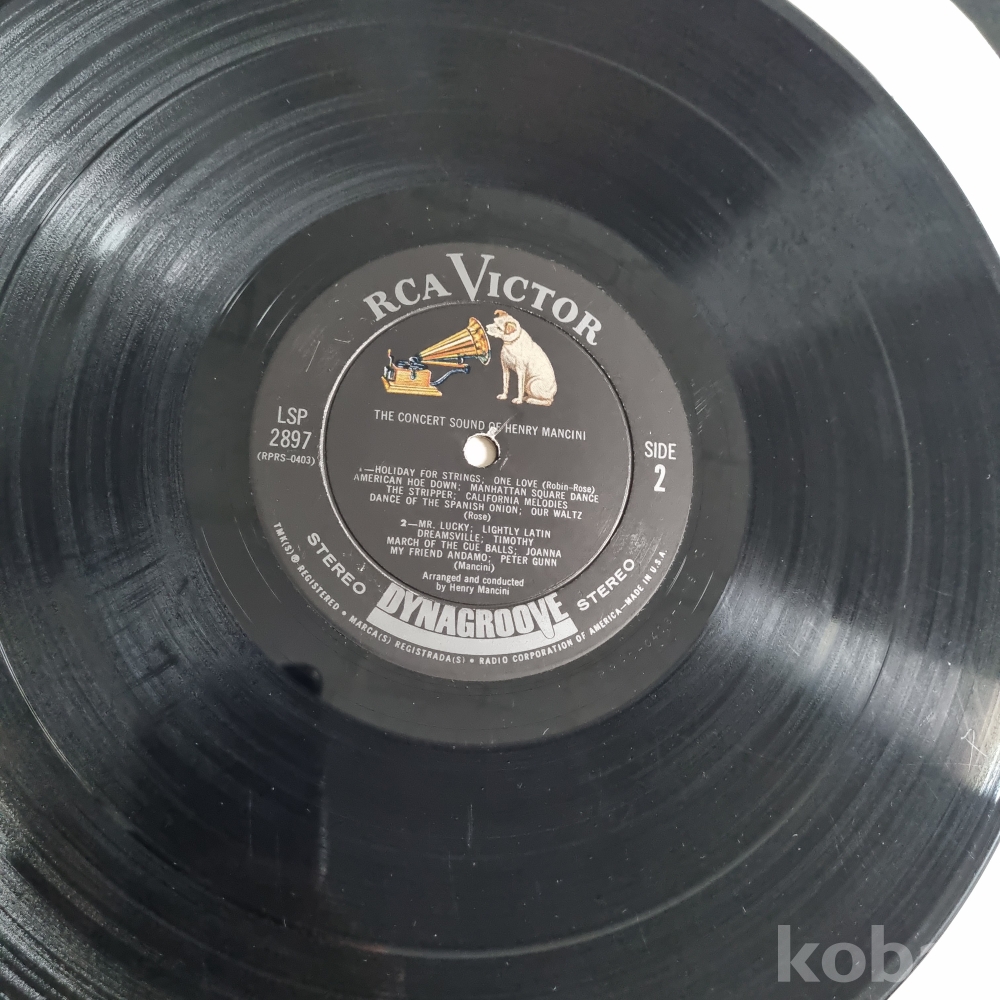 RCA VICTOR
THE CONCERT SOUND OF HENRY MANCINI
LSP
2897
(RPRS-0403)
SIDE
2
1—HOLIDAY FOR STRINGS; ONE LOVE (Robin-Rose)
AMERICAN HOE DOWN; MANHATTAN SQUARE DANCE
THE STRIPPER; CALIFORNIA MELODIES
DANCE OF THE SPANISH ONION; OUR WALTZ
(Rose)
2—MR. LUCKY; LIGHTLY LATIN
DREAMSVILLE; TIMOTHY
MARCH OF THE CUE BALLS; JOANNA
MY FRIEND ANDAMO; PETER GUNN
(Mancini)
Arranged and conducted
by Henry Mancini
STEREO
DYNAGROOVE
STEREO
TMK(S) ® REGISTERED • MARCA(S) REGISTRADA(S) • RADIO CORPORATION OF AMERICA—MADE IN U.S.A.